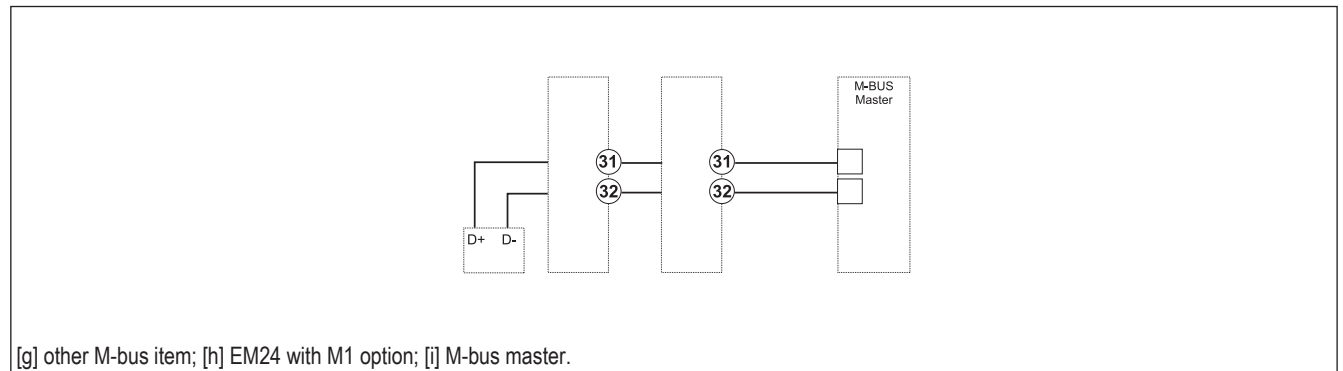 M-BUS
Master
31 31
32 32
D+ D-
[g] other M-bus item; [h] EM24 with M1 option; [i] M-bus master.